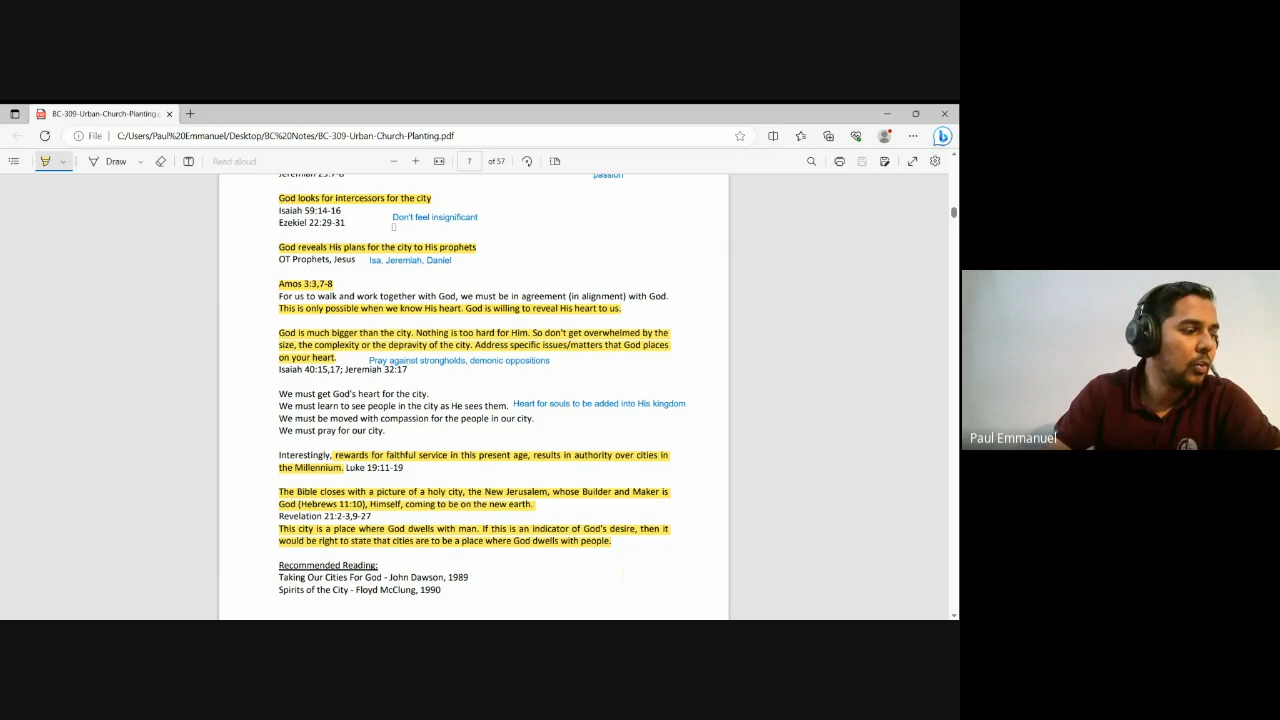 BC-309-Urban-Church-Planting.
File C:/Users/Paul%20Emmanuel/Desktop/BC%20Notes/BC-309-Urban-Church-Planting.pdf
Draw Read aloud 7 of 57
Jeremiah 29:7-8 passion
God looks for intercessors for the city
Isaiah 59:14-16
Don't feel insignificant
Ezekiel 22:29-31
God reveals His plans for the city to His prophets
OT Prophets, Jesus Isa, Jeremiah, Daniel
Amos 3:3,7-8
For us to walk and work together with God, we must be in agreement (in alignment) with God.
This is only possible when we know His heart. God is willing to reveal His heart to us.
God is much bigger than the city. Nothing is too hard for Him. So don't get overwhelmed by the
size, the complexity or the depravity of the city. Address specific issues/matters that God places
on your heart.
Pray against strongholds, demonic oppositions
Isaiah 40:15,17; Jeremiah 32:17
We must get God's heart for the city.
We must learn to see people in the city as He sees them. Heart for souls to be added into His kingdom
We must be moved with compassion for the people in our city.
We must pray for our city.
Interestingly, rewards for faithful service in this present age, results in authority over cities in
the Millennium. Luke 19:11-19
The Bible closes with a picture of a holy city, the New Jerusalem, whose Builder and Maker is
God (Hebrews 11:10), Himself, coming to be on the new earth.
Revelation 21:2-3,9-27
This city is a place where God dwells with man. If this is an indicator of God's desire, then it
would be right to state that cities are to be a place where God dwells with people.
Recommended Reading:
Taking Our Cities For God - John Dawson, 1989
Spirits of the City - Floyd McClung, 1990
Paul Emmanuel